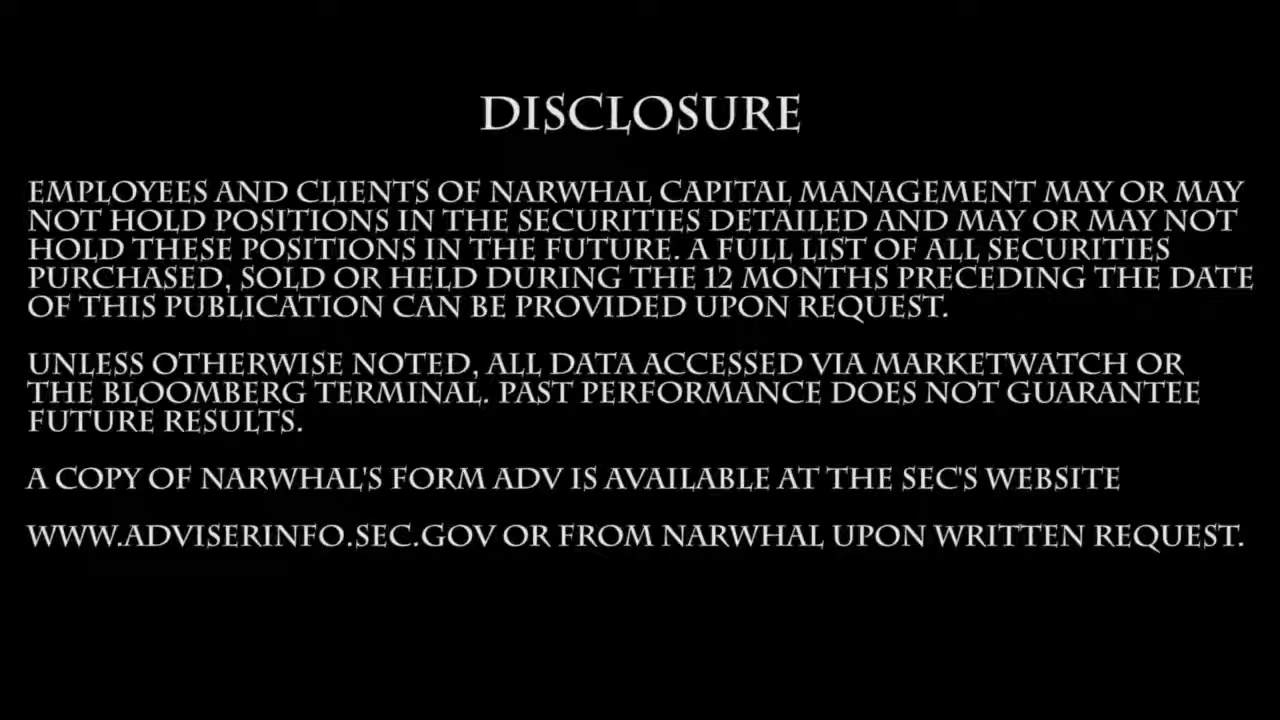 DISCLOSURE
EMPLOYEES AND CLIENTS OF NARWHAL CAPITAL MANAGEMENT MAY OR MAY
NOT HOLD POSITIONS IN THE SECURITIES DETAILED AND MAY OR MAY NOT
HOLD THESE POSITIONS IN THE FUTURE. A FULL LIST OF ALL SECURITIES
PURCHASED, SOLD OR HELD DURING THE 12 MONTHS PRECEDING THE DATE
OF THIS PUBLICATION CAN BE PROVIDED UPON REQUEST.
UNLESS OTHERWISE NOTED, ALL DATA ACCESSED VIA MARKETWATCH OR
THE BLOOMBERG TERMINAL. PAST PERFORMANCE DOES NOT GUARANTEE
FUTURE RESULTS.
A COPY OF NARWHAL'S FORM ADV IS AVAILABLE AT THE SEC'S WEBSITE
WWW.ADVISERINFO.SEC.GOV OR FROM NARWHAL UPON WRITTEN REQUEST.